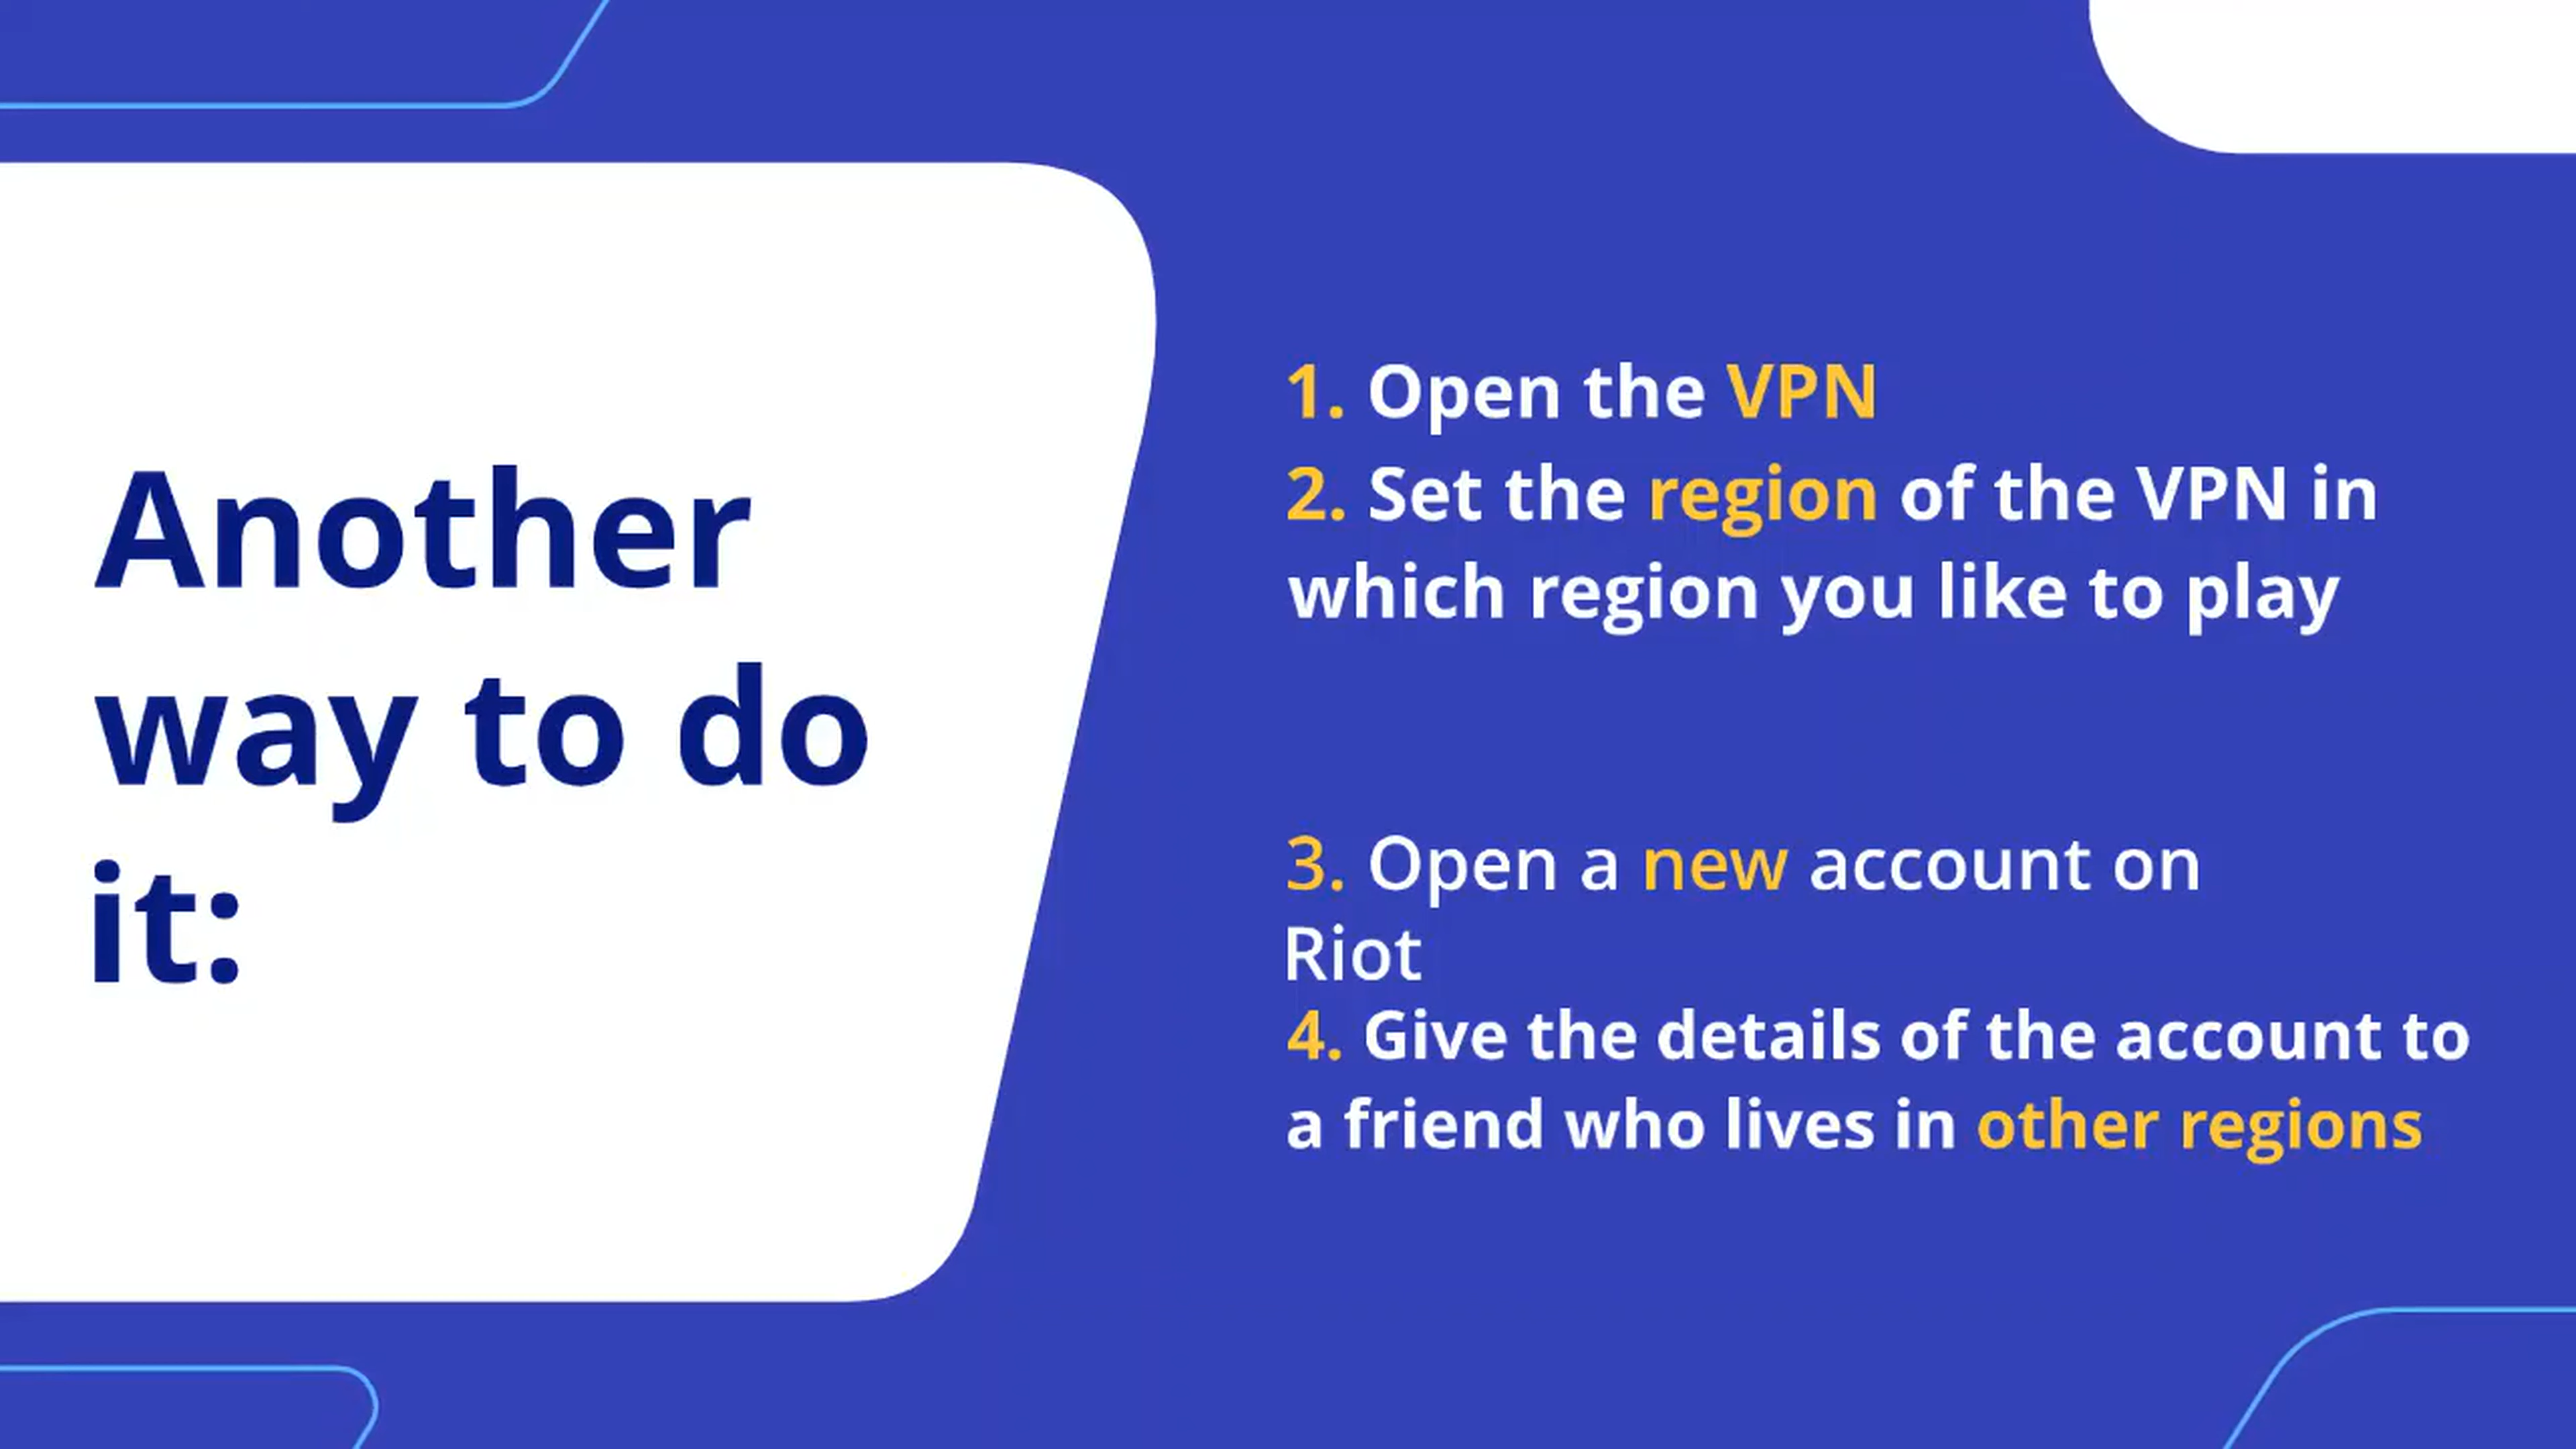 Another
way to do
it:
1. Open the VPN
2. Set the region of the VPN in
which region you like to play
3. Open a new account on
Riot
4. Give the details of the account to
a friend who lives in other regions